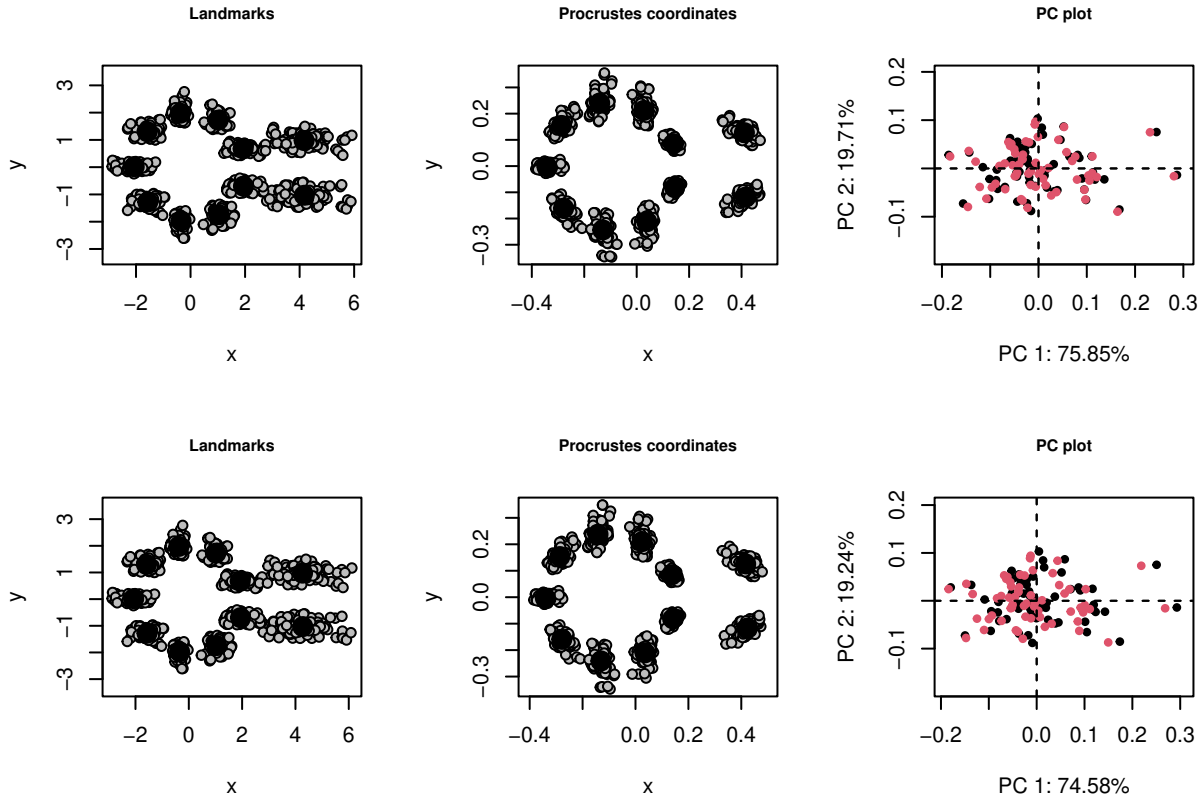 Landmarks
Procrustes coordinates
PC plot
3
1
−1
−3
y
−2 0 2 4 6
x
0.2
0.0
−0.3
y
−0.4 0.0 0.2 0.4
x
0.2
0.1
−0.1
PC 2: 19.71%
−0.2 0.0 0.1 0.2 0.3
PC 1: 75.85%
Landmarks
Procrustes coordinates
PC plot
3
1
−1
−3
y
−2 0 2 4 6
x
0.2
0.0
−0.3
y
−0.4 0.0 0.2 0.4
x
0.2
0.1
−0.1
PC 2: 19.24%
−0.2 0.0 0.1 0.2 0.3
PC 1: 74.58%